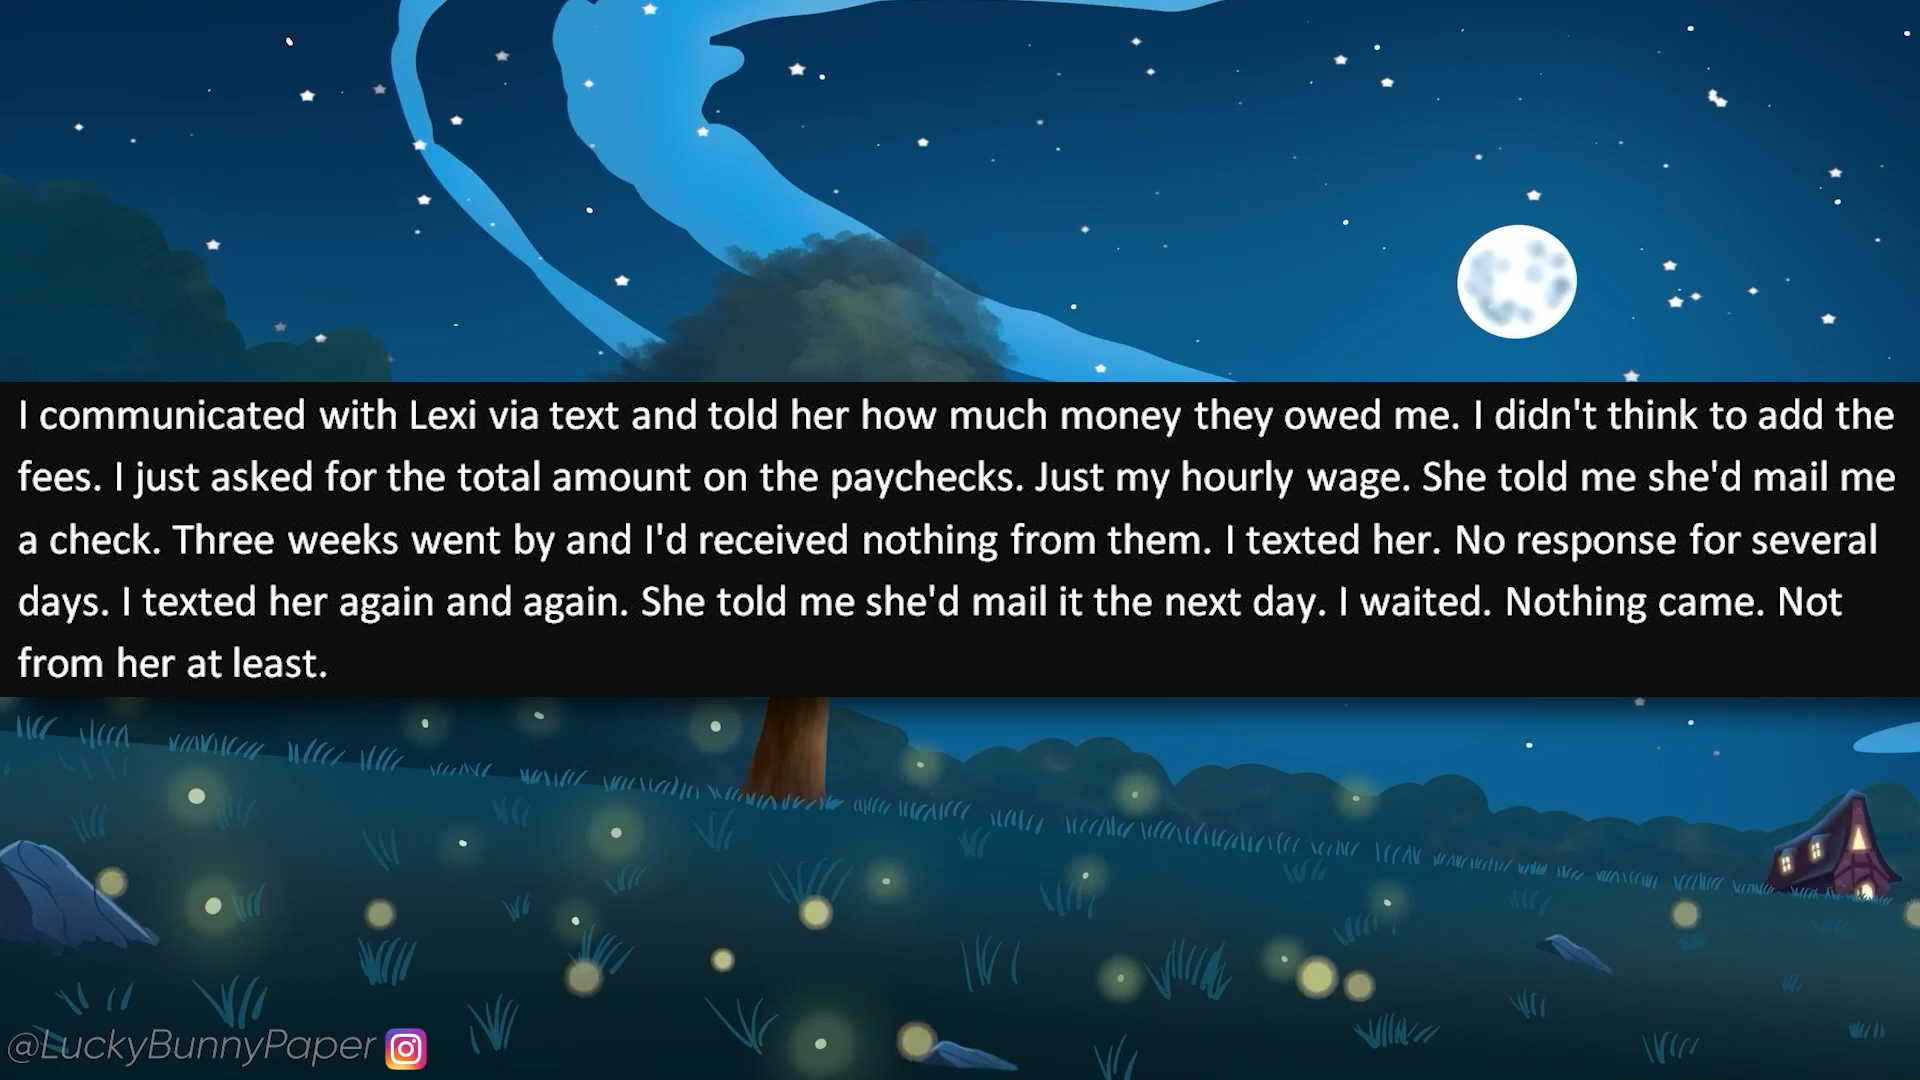 I communicated with Lexi via text and told her how much money they owed me. I didn't think to add the
fees. I just asked for the total amount on the paychecks. Just my hourly wage. She told me she'd mail me
a check. Three weeks went by and I'd received nothing from them. I texted her. No response for several
days. I texted her again and again. She told me she'd mail it the next day. I waited. Nothing came. Not
from her at least.
@LuckyBunnyPaper